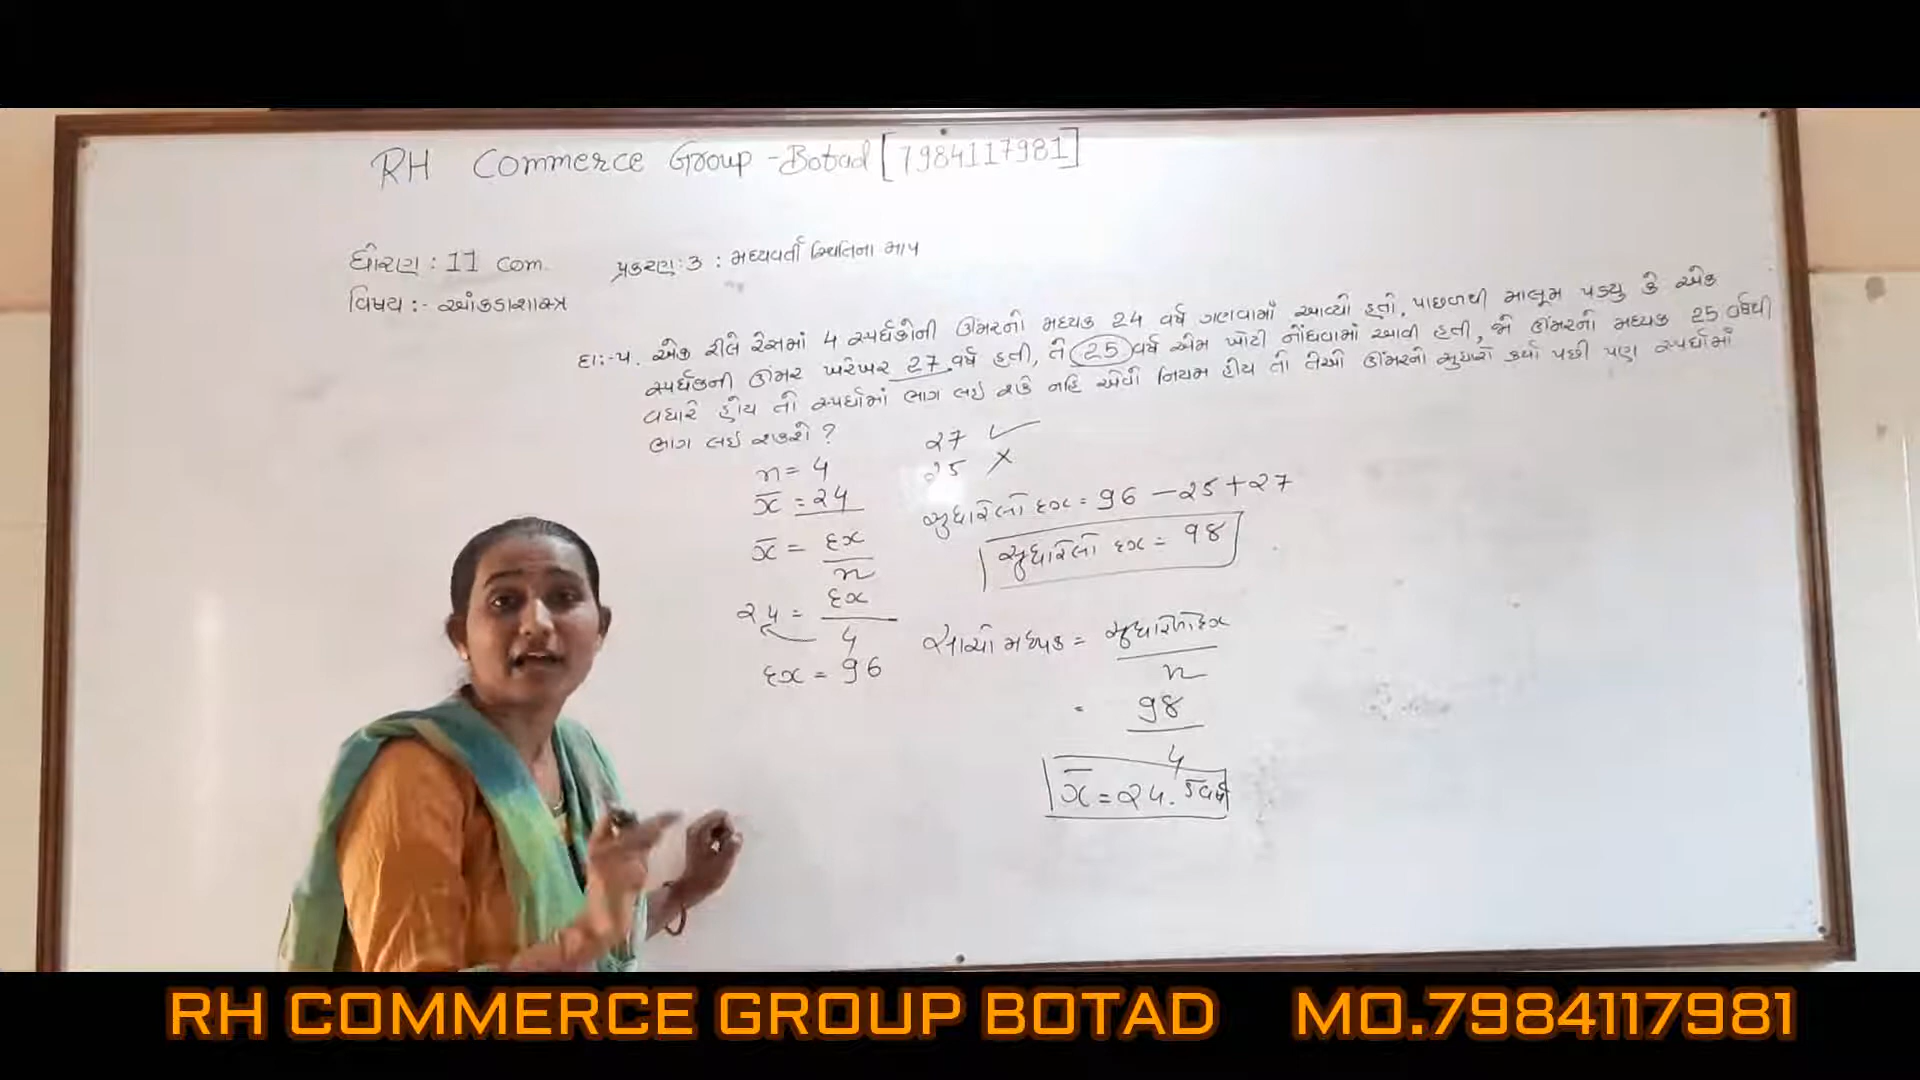 RH Commerce Group - Botad [7984117981]
ધોરણ : 11 com. પ્રકરણ : 3 : મધ્યવર્તી સ્થિતિના માપ
વિષય :- આંકડાશાસ્ત્ર
દા:-૫. એક રીલે રેસમાં 4 સ્પર્ધકોની ઊંમરનો મધ્યક 24 વર્ષ ગણવામાં આવ્યો હતો, પાછળથી માલૂમ પડ્યુ કે એક
સ્પર્ધકની ઊંમર ખરેખર 27 વર્ષ હતી, તે 25 વર્ષ એમ ખોટી નોંધવામાં આવી હતી, જો ઊંમરનો મધ્યક 25 વર્ષથી
વધારે હોય તો સ્પર્ધામાં ભાગ લઇ શકે નહિ એવો નિયમ હોય તો તેઓ ઊંમરનો સુધારો કર્યા પછી પણ સ્પર્ધામાં
ભાગ લઇ શકશે ?
n = 4
x̄ = 24
x̄ = Σx / n
24 = Σx / 4
Σx = 96
27 ✓
25 ✗
સુધારેલી Σx = 96 - 25 + 27
સુધારેલી Σx = 98
સાચો મધ્યક = સુધારેલી Σx / n
= 98 / 4
x̄ = 24.5 વર્ષ
RH COMMERCE GROUP BOTAD MO.7984117981